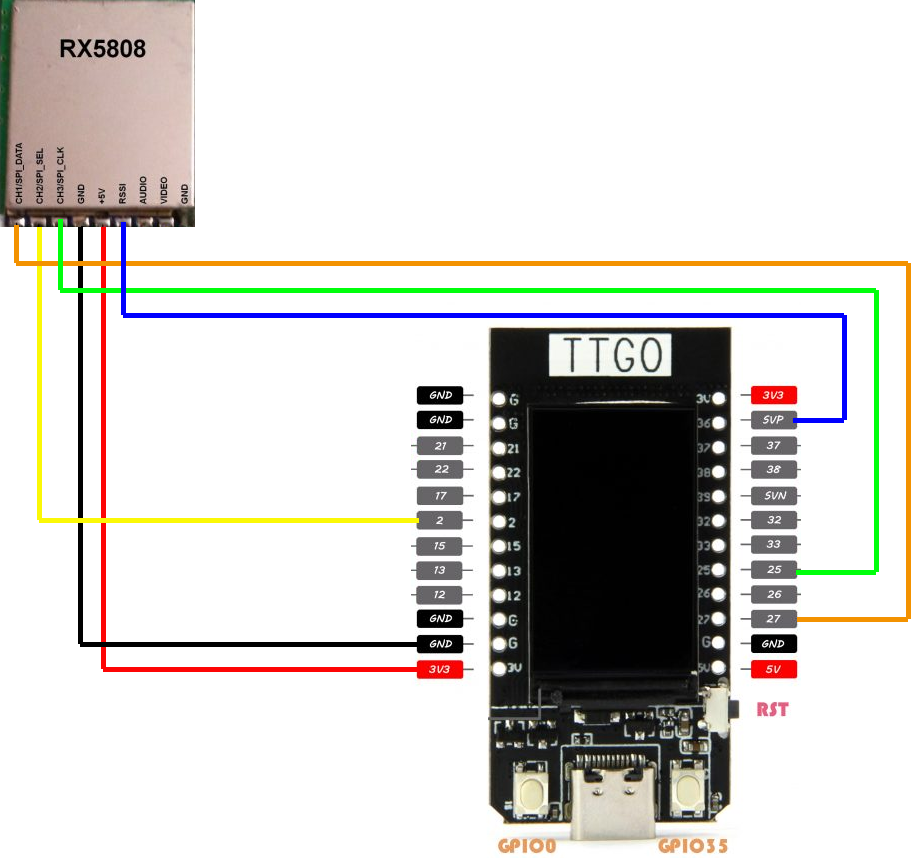 RX5808
CH1/SPI_DATA
CH2/SPI_SEL
CH3/SPI_CLK
GND
+5V
RSSI
AUDIO
VIDEO
GND
TTGO
GND G 3V 3V3
GND G 36 SVP
21 21 37 37
22 22 38 38
17 17 39 SVN
2 2 32 32
15 15 33 33
13 13 25 25
12 12 26 26
GND G 27 27
GND G G GND
3V3 3V 5V 5V
RST
GPIO0 GPIO35